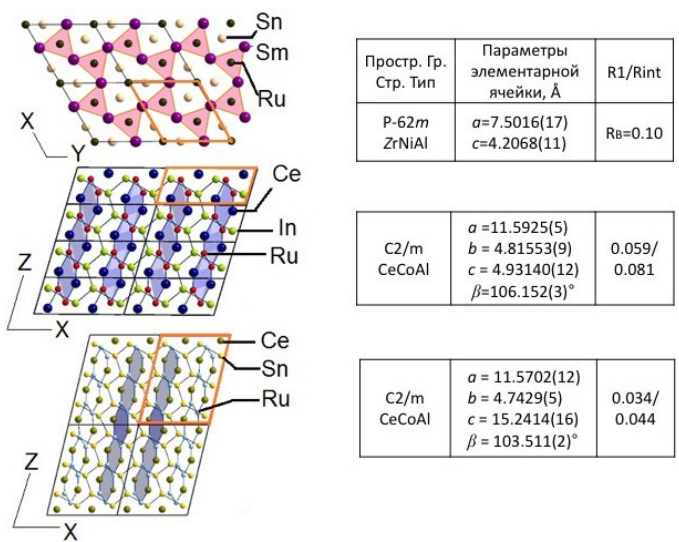 Sn
Sm
Ru
X
Y
Простр. Гр.
Стр. Тип
Параметры
элементарной
ячейки, Å
R1/Rint
P-62m
ZrNiAl
a=7.5016(17)
c=4.2068(11)
RB=0.10
Ce
In
Ru
Z
X
C2/m
CeCoAl
a =11.5925(5)
b = 4.81553(9)
c = 4.93140(12)
β=106.152(3)°
0.059/
0.081
Ce
Sn
Ru
Z
X
C2/m
CeCoAl
a = 11.5702(12)
b = 4.7429(5)
c = 15.2414(16)
β = 103.511(2)°
0.034/
0.044